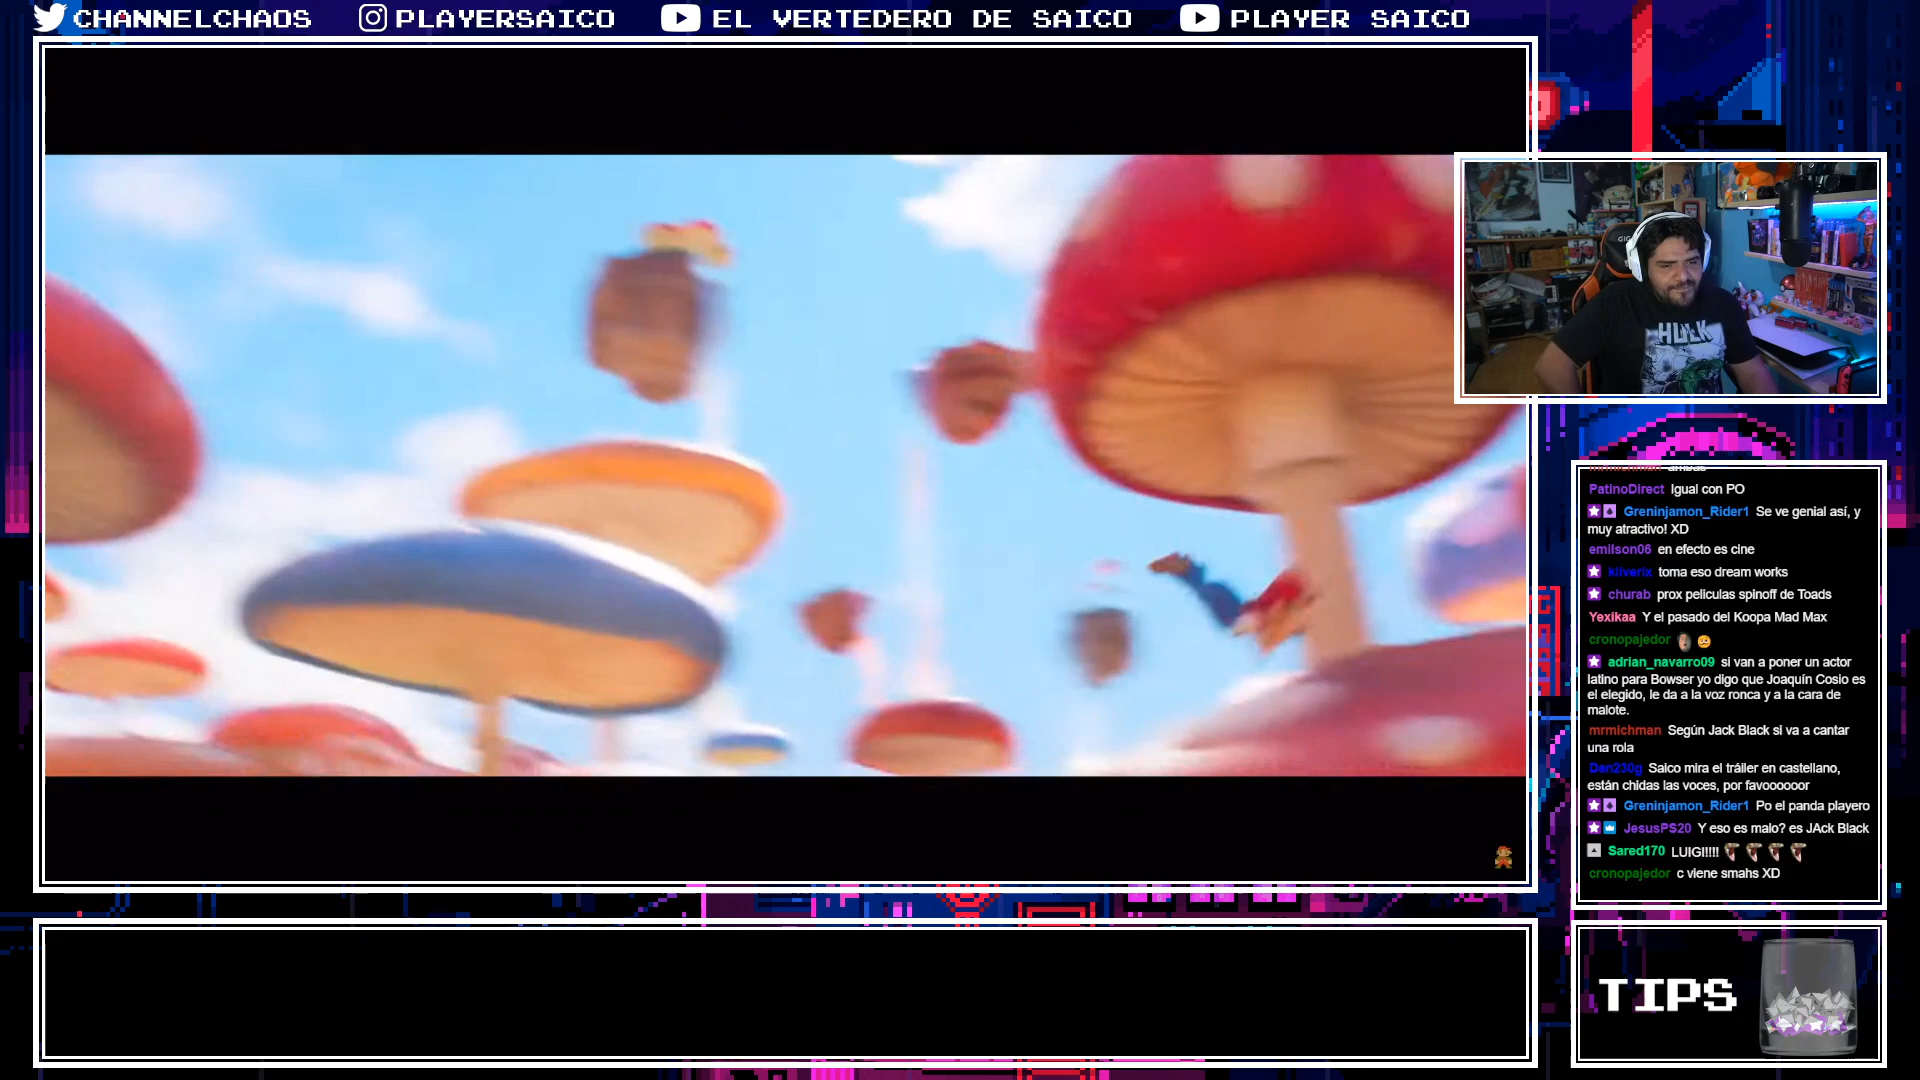 CHANNELCHAOS PLAYERSAICO EL VERTEDERO DE SAICO PLAYER SAICO
HULK
PatinoDirect Igual con PO
Greninjamon_Rider1 Se ve genial así, y
muy atractivo! XD
emilson06 en efecto es cine
kliverix toma eso dream works
churab prox peliculas spinoff de Toads
Yexikaa Y el pasado del Koopa Mad Max
cronopajedor
adrian_navarro09 si van a poner un actor
latino para Bowser yo digo que Joaquín Cosio es
el elegido, le da a la voz ronca y a la cara de
malote.
mrmichman Según Jack Black si va a cantar
una rola
Dan230g Saico mira el tráiler en castellano,
están chidas las voces, por favoooooor
Greninjamon_Rider1 Po el panda playero
JesusPS20 Y eso es malo? es JAck Black
Sared170 LUIGI!!!!
cronopajedor c viene smahs XD
TIPS